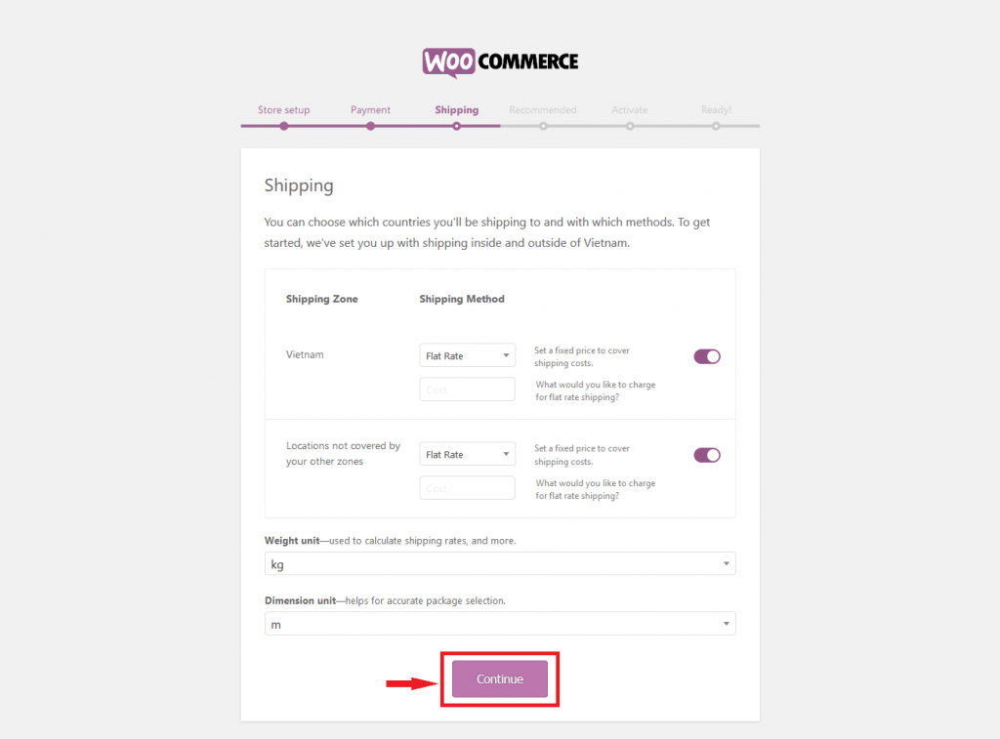 WOO COMMERCE
Store setup Payment Shipping Recommended Activate Ready!
Shipping
You can choose which countries you'll be shipping to and with which methods. To get
started, we've set you up with shipping inside and outside of Vietnam.
Shipping Zone Shipping Method
Vietnam
Flat Rate
Set a fixed price to cover
shipping costs.
Cost
What would you like to charge
for flat rate shipping?
Locations not covered by
your other zones
Flat Rate
Set a fixed price to cover
shipping costs.
Cost
What would you like to charge
for flat rate shipping?
Weight unit—used to calculate shipping rates, and more.
kg
Dimension unit—helps for accurate package selection.
m
Continue